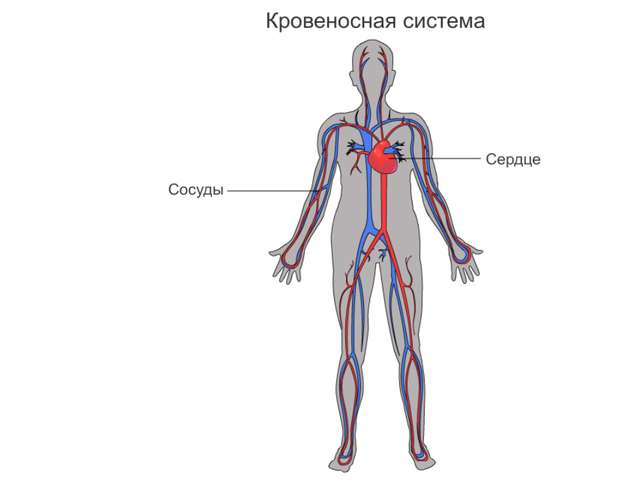 Кровеносная система
Сердце
Сосуды